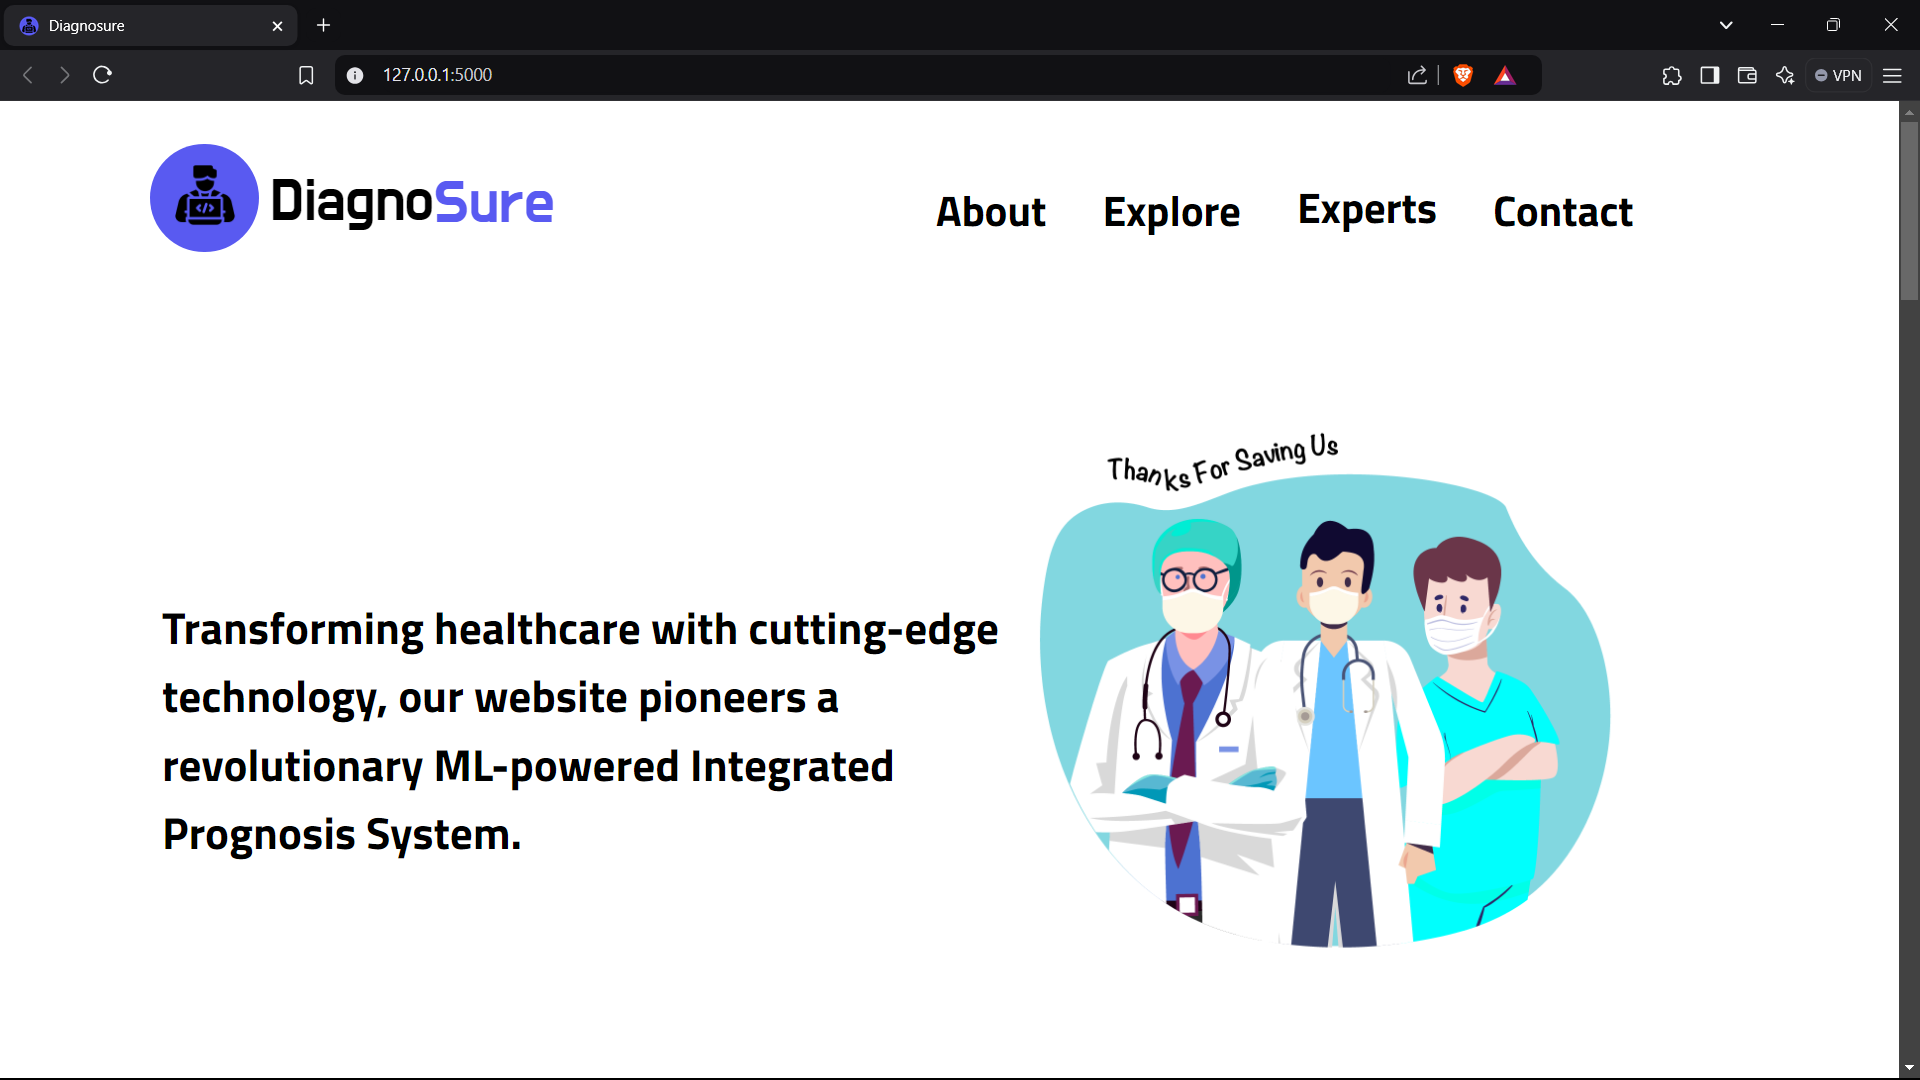 Diagnosure
127.0.0.1:5000
VPN
DiagnoSure
About Explore Experts Contact
Thanks For Saving Us
Transforming healthcare with cutting-edge
technology, our website pioneers a
revolutionary ML-powered Integrated
Prognosis System.